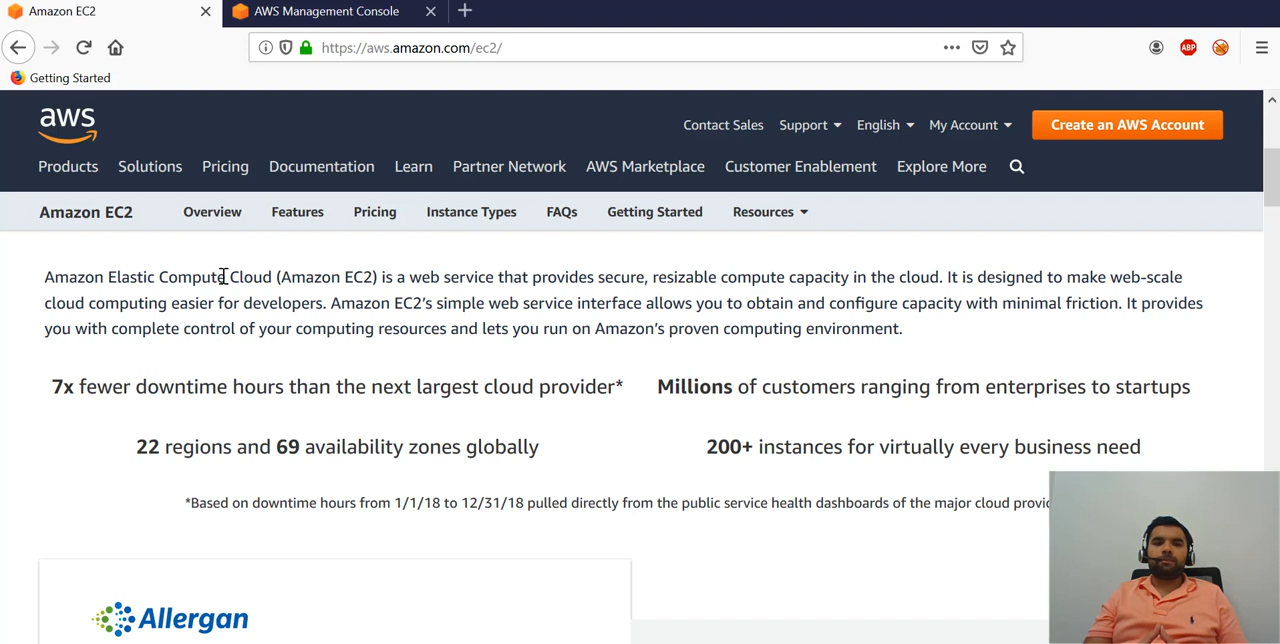 Amazon EC2
AWS Management Console
https://aws.amazon.com/ec2/
ABP
Getting Started
aws
Contact Sales Support English My Account Create an AWS Account
Products Solutions Pricing Documentation Learn Partner Network AWS Marketplace Customer Enablement Explore More
Amazon EC2 Overview Features Pricing Instance Types FAQs Getting Started Resources
Amazon Elastic Compute Cloud (Amazon EC2) is a web service that provides secure, resizable compute capacity in the cloud. It is designed to make web-scale
cloud computing easier for developers. Amazon EC2’s simple web service interface allows you to obtain and configure capacity with minimal friction. It provides
you with complete control of your computing resources and lets you run on Amazon’s proven computing environment.
7x fewer downtime hours than the next largest cloud provider*
Millions of customers ranging from enterprises to startups
22 regions and 69 availability zones globally
200+ instances for virtually every business need
*Based on downtime hours from 1/1/18 to 12/31/18 pulled directly from the public service health dashboards of the major cloud
Allergan